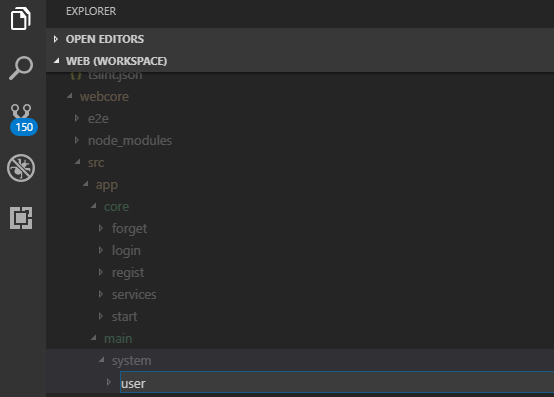 EXPLORER
OPEN EDITORS
WEB (WORKSPACE)
tslint.json
webcore
e2e
node_modules
src
app
core
forget
login
regist
services
start
main
system
user
150